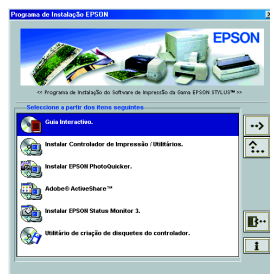 Programa de Instalação EPSON
EPSON
<< Programa de Instalação do Software de Impressão da Gama EPSON STYLUS™ >>
Seleccione a partir dos itens seguintes
Guia Interactivo.
Instalar Controlador de Impressão / Utilitários.
Instalar EPSON PhotoQuicker.
Adobe® ActiveShare™
Instalar EPSON Status Monitor 3.
Utilitário de criação de disquetes do controlador.